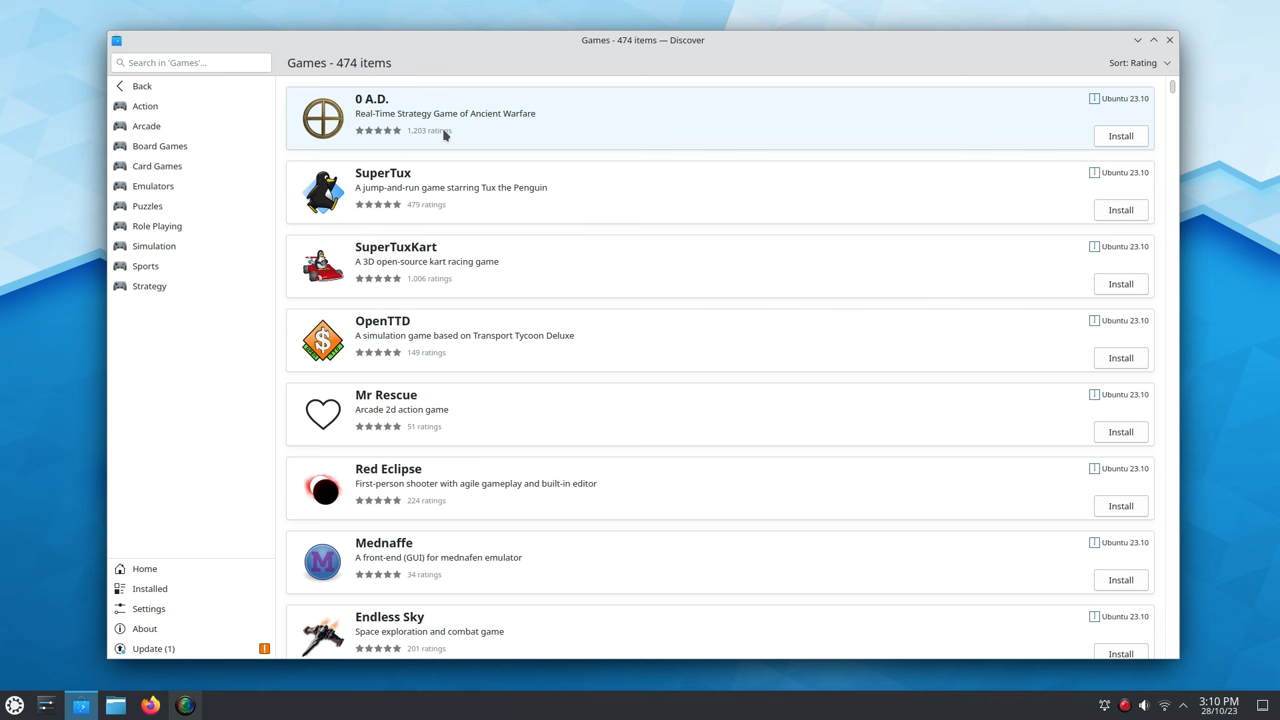 Games - 474 items — Discover
Search in 'Games'...
Games - 474 items
Sort: Rating
Back
Action
Arcade
Board Games
Card Games
Emulators
Puzzles
Role Playing
Simulation
Sports
Strategy
0 A.D.
Ubuntu 23.10
Real-Time Strategy Game of Ancient Warfare
1,203 ratings
Install
SuperTux
Ubuntu 23.10
A jump-and-run game starring Tux the Penguin
479 ratings
Install
SuperTuxKart
Ubuntu 23.10
A 3D open-source kart racing game
1,006 ratings
Install
OpenTTD
Ubuntu 23.10
A simulation game based on Transport Tycoon Deluxe
149 ratings
Install
Mr Rescue
Ubuntu 23.10
Arcade 2d action game
51 ratings
Install
Red Eclipse
Ubuntu 23.10
First-person shooter with agile gameplay and built-in editor
224 ratings
Install
Mednaffe
Ubuntu 23.10
A front-end (GUI) for mednafen emulator
34 ratings
Install
Endless Sky
Ubuntu 23.10
Space exploration and combat game
201 ratings
Install
Home
Installed
Settings
About
Update (1)
3:10 PM
28/10/23